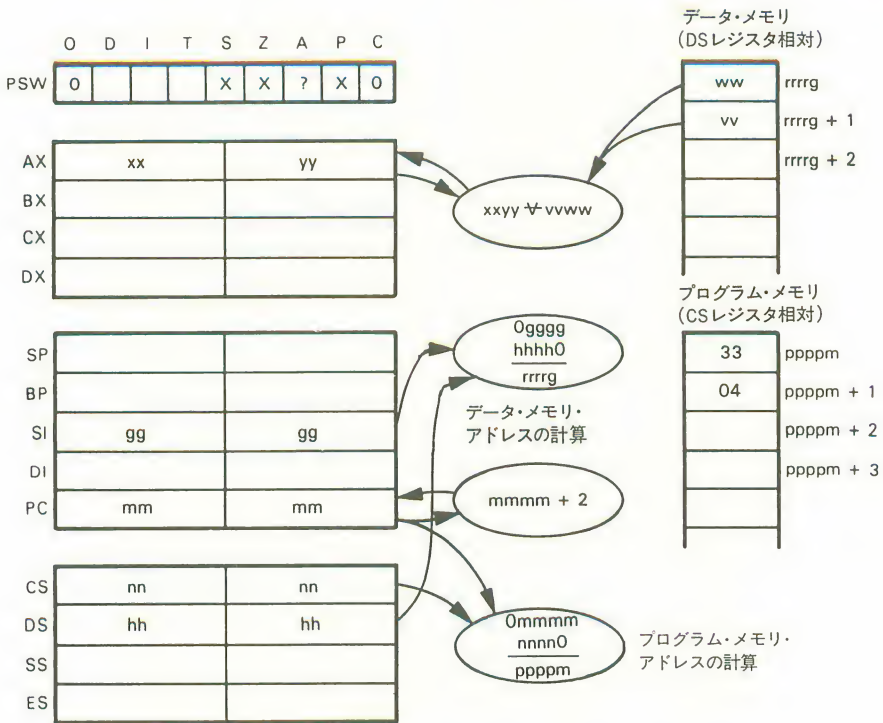 O D I T S Z A P C
PSW 0 X X ? X 0
AX xx yy
BX
CX
DX
xxyy ⊻ vvww
データ・メモリ
(DSレジスタ相対)
ww rrrrg
vv rrrrg + 1
rrrrg + 2
SP
BP
SI gg gg
DI
PC mm mm
0gggg
hhhh0
rrrrg
データ・メモリ・
アドレスの計算
mmmm + 2
プログラム・メモリ
(CSレジスタ相対)
33 ppppm
04 ppppm + 1
ppppm + 2
ppppm + 3
CS nn nn
DS hh hh
SS
ES
0mmmm
nnnn0
ppppm
プログラム・メモリ・
アドレスの計算